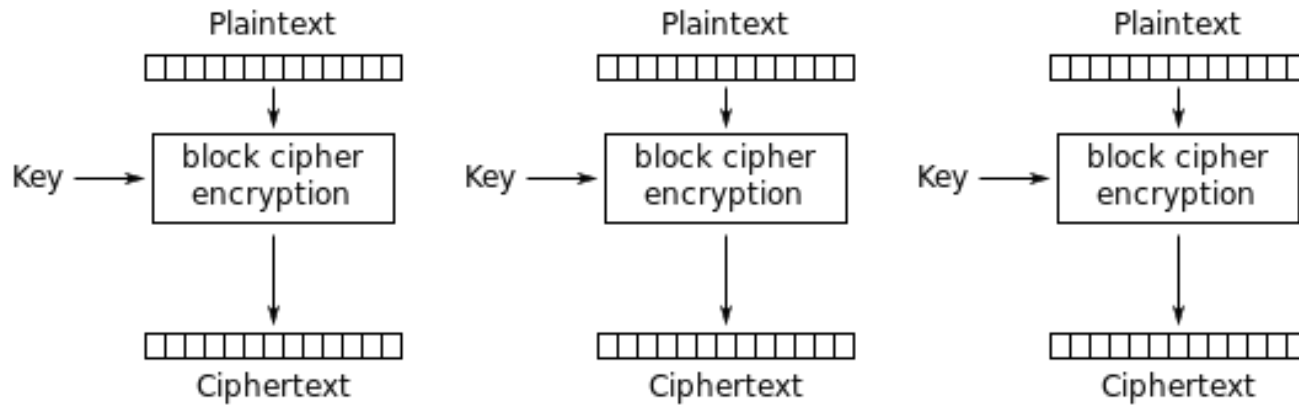 Plaintext
Plaintext
Plaintext
Key
block cipher
encryption
Key
block cipher
encryption
Key
block cipher
encryption
Ciphertext
Ciphertext
Ciphertext